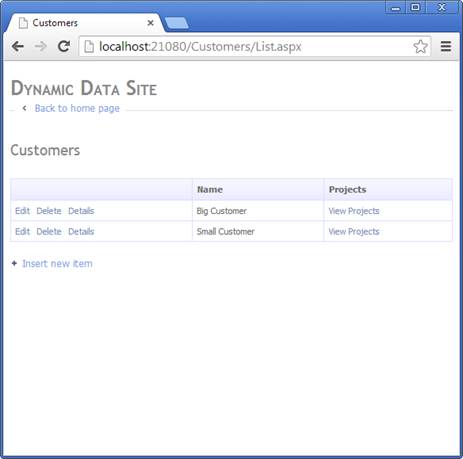 Customers
localhost:21080/Customers/List.aspx
Dynamic Data Site
Back to home page
Customers
Name Projects
Edit Delete Details Big Customer View Projects
Edit Delete Details Small Customer View Projects
Insert new item